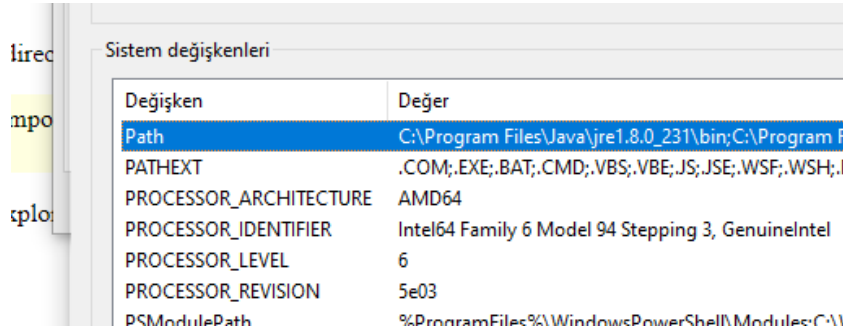 Sistem değişkenleri
Değişken Değer
Path C:\Program Files\Java\jre1.8.0_231\bin;C:\Program F
PATHEXT .COM;.EXE;.BAT;.CMD;.VBS;.VBE;.JS;.JSE;.WSF;.WSH;.
PROCESSOR_ARCHITECTURE AMD64
PROCESSOR_IDENTIFIER Intel64 Family 6 Model 94 Stepping 3, GenuineIntel
PROCESSOR_LEVEL 6
PROCESSOR_REVISION 5e03
PSModulePath %ProgramFiles%\WindowsPowerShell\Modules;C:\